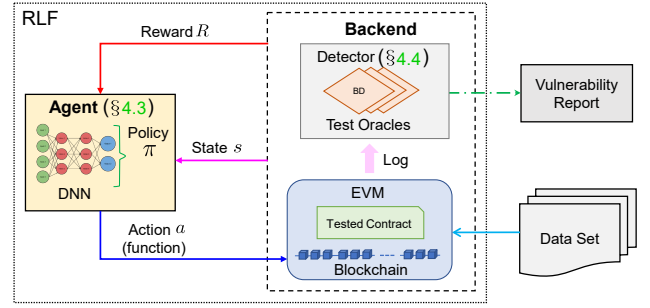 RLF
Backend
Reward R
Detector (§4.4)
BD
Test Oracles
Vulnerability
Report
Agent (§4.3)
Policy
π
DNN
State s
Log
EVM
Tested Contract
Blockchain
Action a
(function)
Data Set